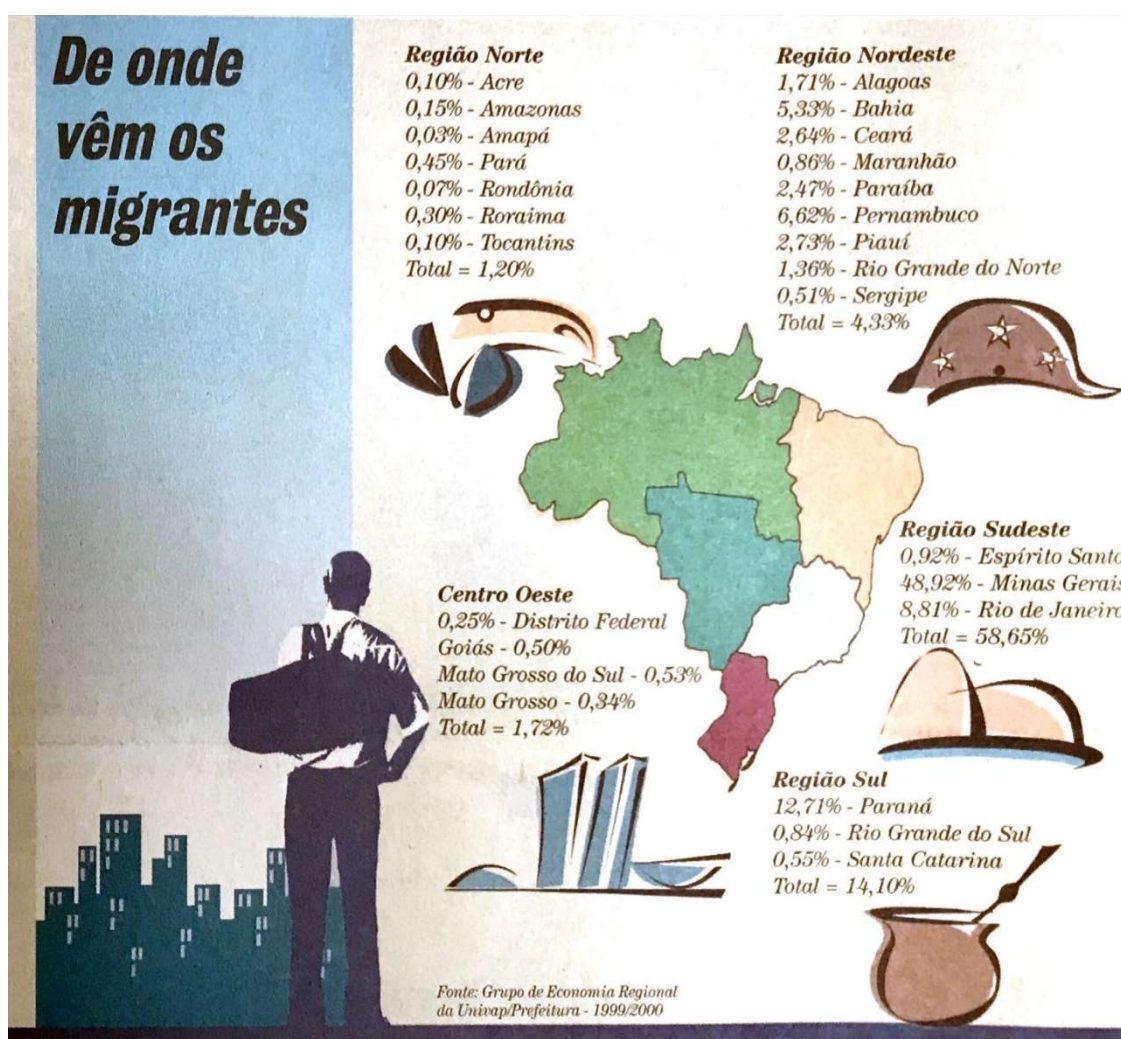 De onde
vêm os
migrantes
Região Norte
0,10% - Acre
0,15% - Amazonas
0,03% - Amapá
0,45% - Pará
0,07% - Rondônia
0,30% - Roraima
0,10% - Tocantins
Total = 1,20%
Região Nordeste
1,71% - Alagoas
5,33% - Bahia
2,64% - Ceará
0,86% - Maranhão
2,47% - Paraíba
6,62% - Pernambuco
2,73% - Piauí
1,36% - Rio Grande do Norte
0,51% - Sergipe
Total = 4,33%
Região Sudeste
0,92% - Espírito Santo
48,92% - Minas Gerais
8,81% - Rio de Janeiro
Total = 58,65%
Centro Oeste
0,25% - Distrito Federal
Goiás - 0,50%
Mato Grosso do Sul - 0,53%
Mato Grosso - 0,34%
Total = 1,72%
Região Sul
12,71% - Paraná
0,84% - Rio Grande do Sul
0,55% - Santa Catarina
Total = 14,10%
Fonte: Grupo de Economia Regional
da Univap/Prefeitura - 1999/2000